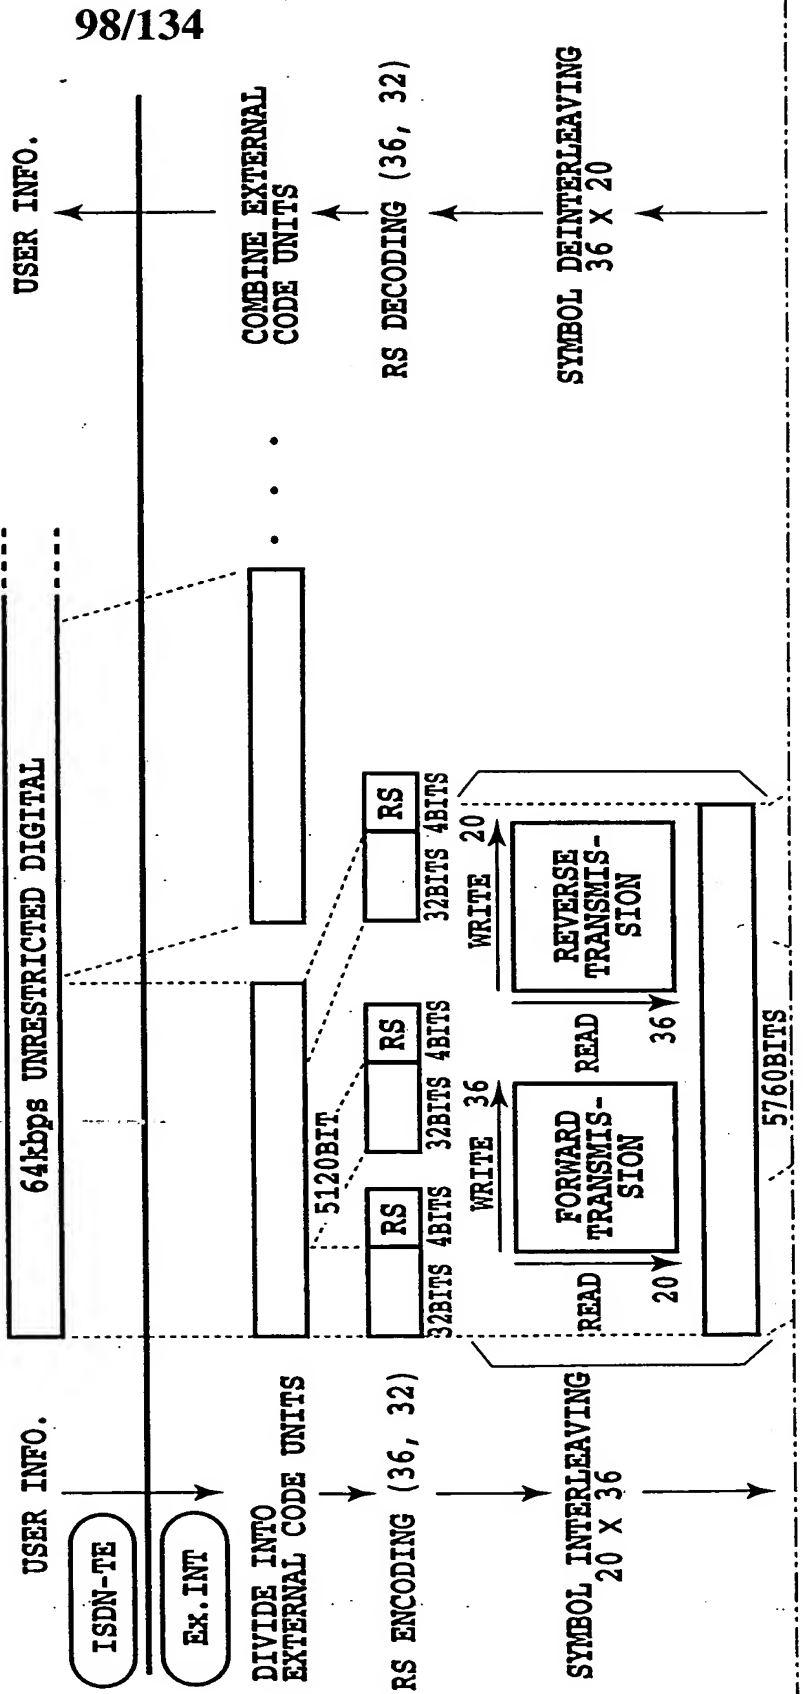 98/134
USER INFO.
64kbps UNRESTRICTED DIGITAL
USER INFO.
ISDN-TE
Ex.INT
DIVIDE INTO
EXTERNAL CODE UNITS
5120BIT
. . .
COMBINE EXTERNAL
CODE UNITS
RS ENCODING (36, 32)
RS
32BITS 4BITS
RS
32BITS 4BITS
RS
32BITS 4BITS
RS DECODING (36, 32)
SYMBOL INTERLEAVING
20 X 36
WRITE 36
READ
20
FORWARD
TRANSMIS-
SION
WRITE 20
READ
36
REVERSE
TRANSMIS-
SION
SYMBOL DEINTERLEAVING
36 X 20
5760BITS